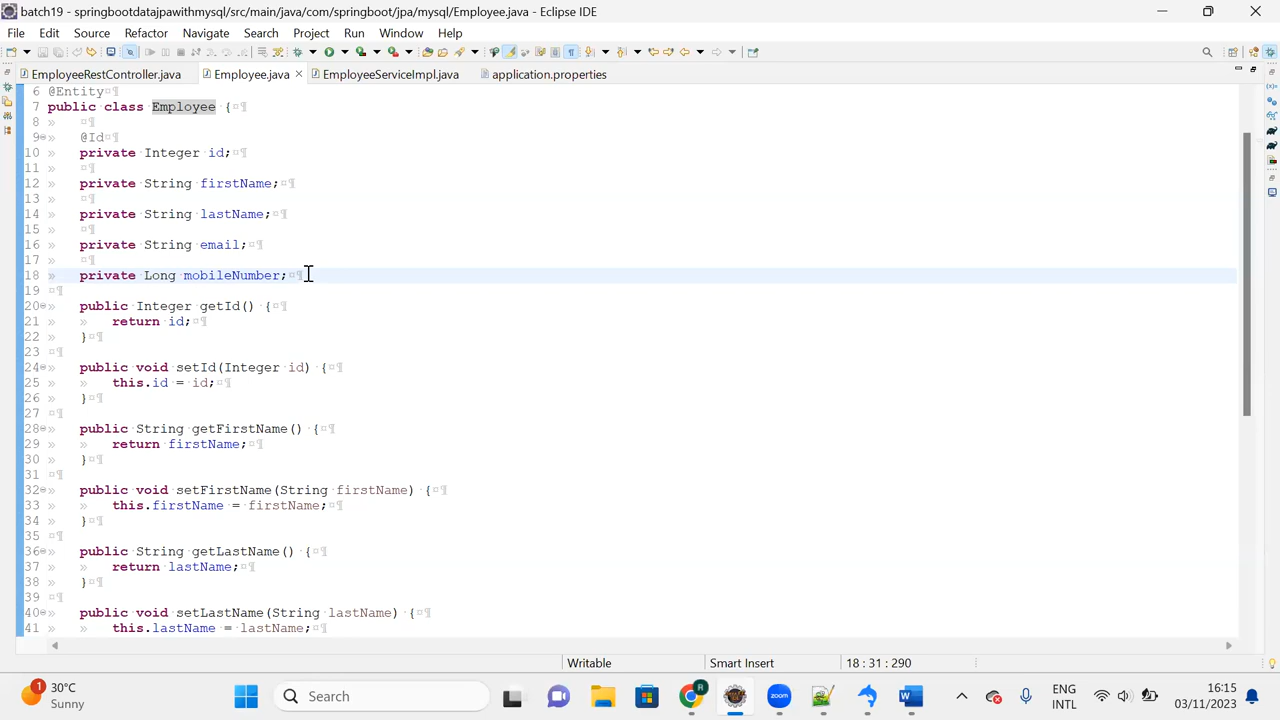 batch19 - springbootdatajpawithmysql/src/main/java/com/springboot/jpa/mysql/Employee.java - Eclipse IDE
File Edit Source Refactor Navigate Search Project Run Window Help
EmployeeRestController.java Employee.java EmployeeServiceImpl.java application.properties
6 @Entity
7 public class Employee {
8
9 @Id
10 private Integer id;
11
12 private String firstName;
13
14 private String lastName;
15
16 private String email;
17
18 private Long mobileNumber;
19
20 public Integer getId() {
21 return id;
22 }
23
24 public void setId(Integer id) {
25 this.id = id;
26 }
27
28 public String getFirstName() {
29 return firstName;
30 }
31
32 public void setFirstName(String firstName) {
33 this.firstName = firstName;
34 }
35
36 public String getLastName() {
37 return lastName;
38 }
39
40 public void setLastName(String lastName) {
41 this.lastName = lastName;
Writable Smart Insert 18 : 31 : 290
1 30°C
Sunny
Search
R
ENG
INTL
16:15
03/11/2023